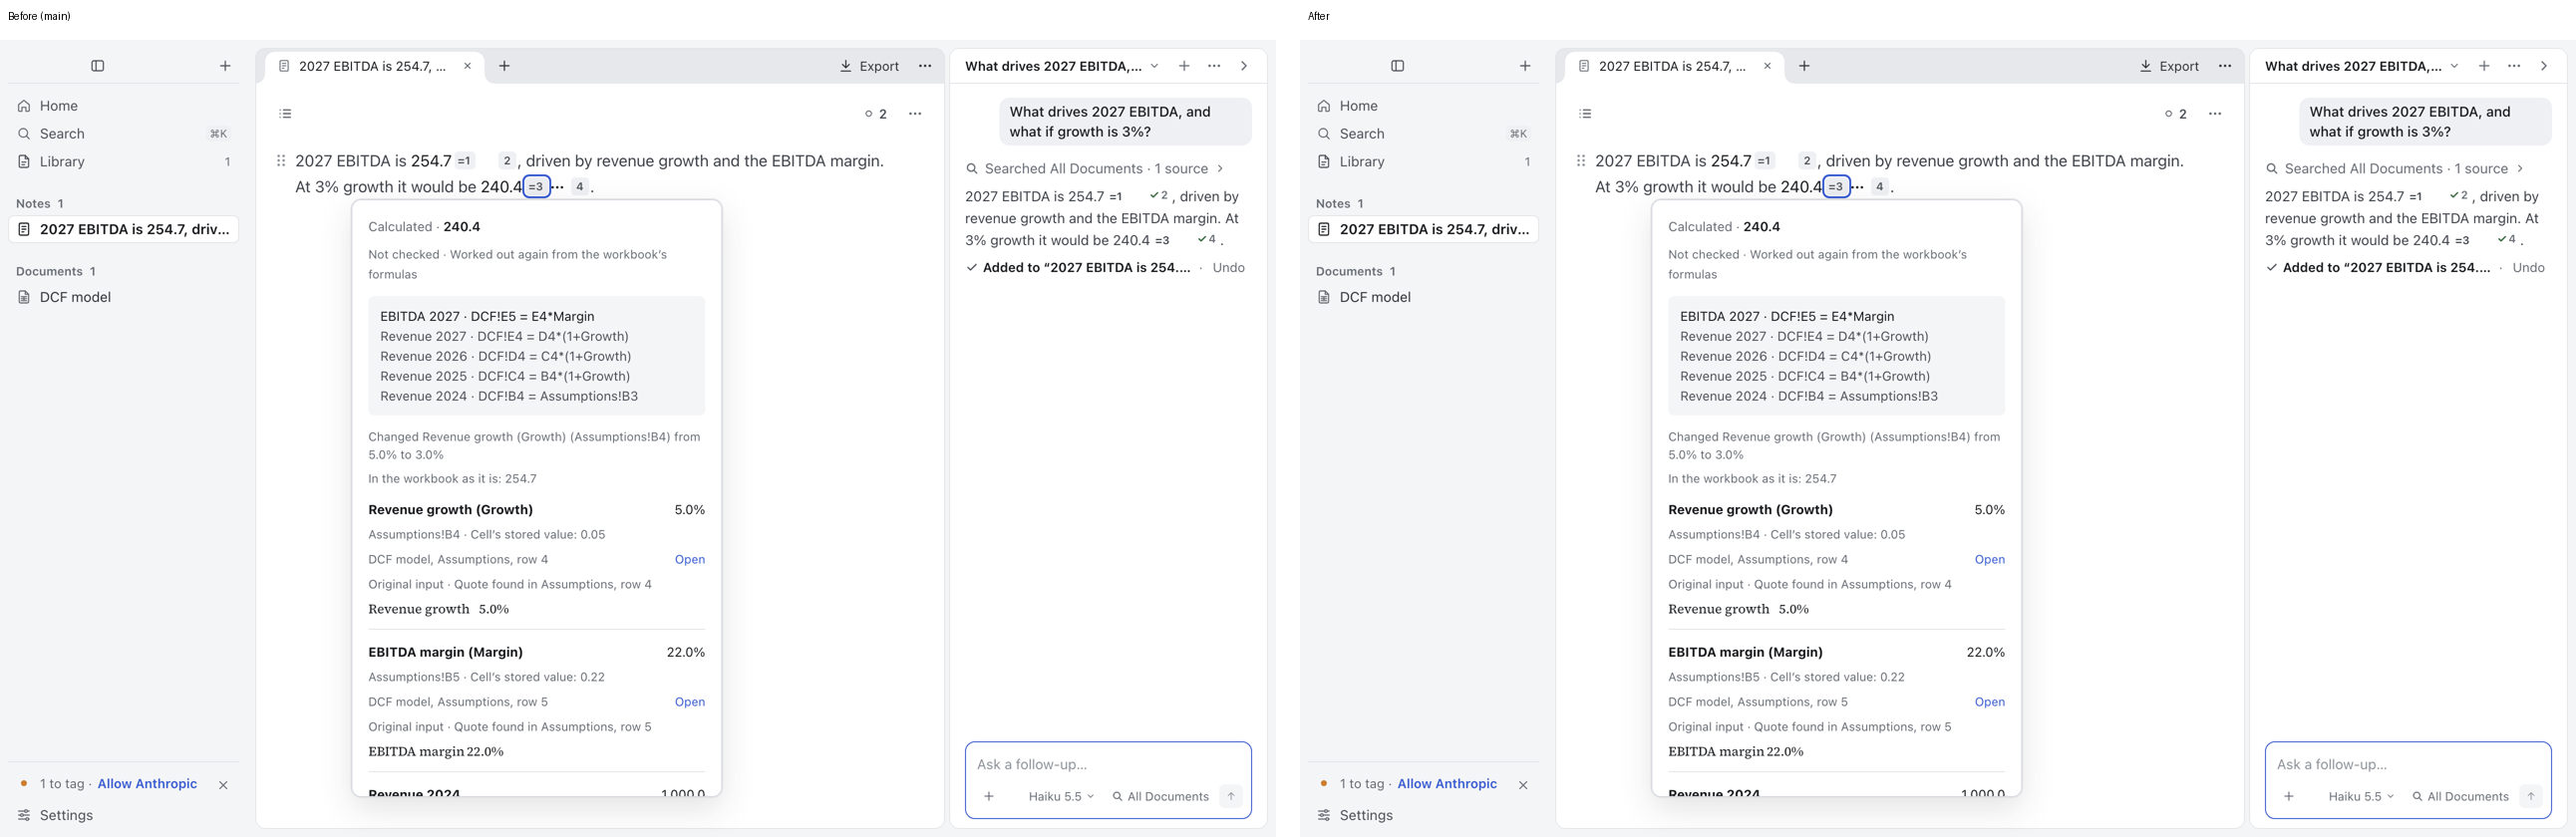 Before (main)
2027 EBITDA is 254.7, ...
Export
What drives 2027 EBITDA,...
Home
Search ⌘K
Library 1
Notes 1
2027 EBITDA is 254.7, driv...
Documents 1
DCF model
2
2027 EBITDA is 254.7 =1 2 , driven by revenue growth and the EBITDA margin.
At 3% growth it would be 240.4 =3 ... 4 .
Calculated · 240.4
Not checked · Worked out again from the workbook's
formulas
EBITDA 2027 · DCF!E5 = E4*Margin
Revenue 2027 · DCF!E4 = D4*(1+Growth)
Revenue 2026 · DCF!D4 = C4*(1+Growth)
Revenue 2025 · DCF!C4 = B4*(1+Growth)
Revenue 2024 · DCF!B4 = Assumptions!B3
Changed Revenue growth (Growth) (Assumptions!B4) from
5.0% to 3.0%
In the workbook as it is: 254.7
Revenue growth (Growth) 5.0%
Assumptions!B4 · Cell's stored value: 0.05
DCF model, Assumptions, row 4 Open
Original input · Quote found in Assumptions, row 4
Revenue growth 5.0%
EBITDA margin (Margin) 22.0%
Assumptions!B5 · Cell's stored value: 0.22
DCF model, Assumptions, row 5 Open
Original input · Quote found in Assumptions, row 5
EBITDA margin 22.0%
Revenue 2024 1,000.0
What drives 2027 EBITDA, and
what if growth is 3%?
Searched All Documents · 1 source
2027 EBITDA is 254.7 =1 ✓2 , driven by
revenue growth and the EBITDA margin. At
3% growth it would be 240.4 =3 ✓4 .
✓ Added to “2027 EBITDA is 254.... · Undo
Ask a follow-up...
Haiku 5.5 All Documents
1 to tag · Allow Anthropic
Settings
After
2027 EBITDA is 254.7, ...
Export
What drives 2027 EBITDA,...
Home
Search ⌘K
Library 1
Notes 1
2027 EBITDA is 254.7, driv...
Documents 1
DCF model
2
2027 EBITDA is 254.7 =1 2 , driven by revenue growth and the EBITDA margin.
At 3% growth it would be 240.4 =3 ... 4 .
Calculated · 240.4
Not checked · Worked out again from the workbook's
formulas
EBITDA 2027 · DCF!E5 = E4*Margin
Revenue 2027 · DCF!E4 = D4*(1+Growth)
Revenue 2026 · DCF!D4 = C4*(1+Growth)
Revenue 2025 · DCF!C4 = B4*(1+Growth)
Revenue 2024 · DCF!B4 = Assumptions!B3
Changed Revenue growth (Growth) (Assumptions!B4) from
5.0% to 3.0%
In the workbook as it is: 254.7
Revenue growth (Growth) 5.0%
Assumptions!B4 · Cell's stored value: 0.05
DCF model, Assumptions, row 4 Open
Original input · Quote found in Assumptions, row 4
Revenue growth 5.0%
EBITDA margin (Margin) 22.0%
Assumptions!B5 · Cell's stored value: 0.22
DCF model, Assumptions, row 5 Open
Original input · Quote found in Assumptions, row 5
EBITDA margin 22.0%
Revenue 2024 1,000.0
What drives 2027 EBITDA, and
what if growth is 3%?
Searched All Documents · 1 source
2027 EBITDA is 254.7 =1 ✓2 , driven by
revenue growth and the EBITDA margin. At
3% growth it would be 240.4 =3 ✓4 .
✓ Added to “2027 EBITDA is 254.... · Undo
Ask a follow-up...
Haiku 5.5 All Documents
1 to tag · Allow Anthropic
Settings